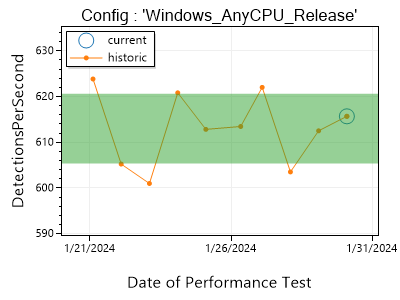 Config : 'Windows_AnyCPU_Release'
current
historic
DetectionsPerSecond
630
620
610
600
590
1/21/2024
1/26/2024
1/31/2024
Date of Performance Test